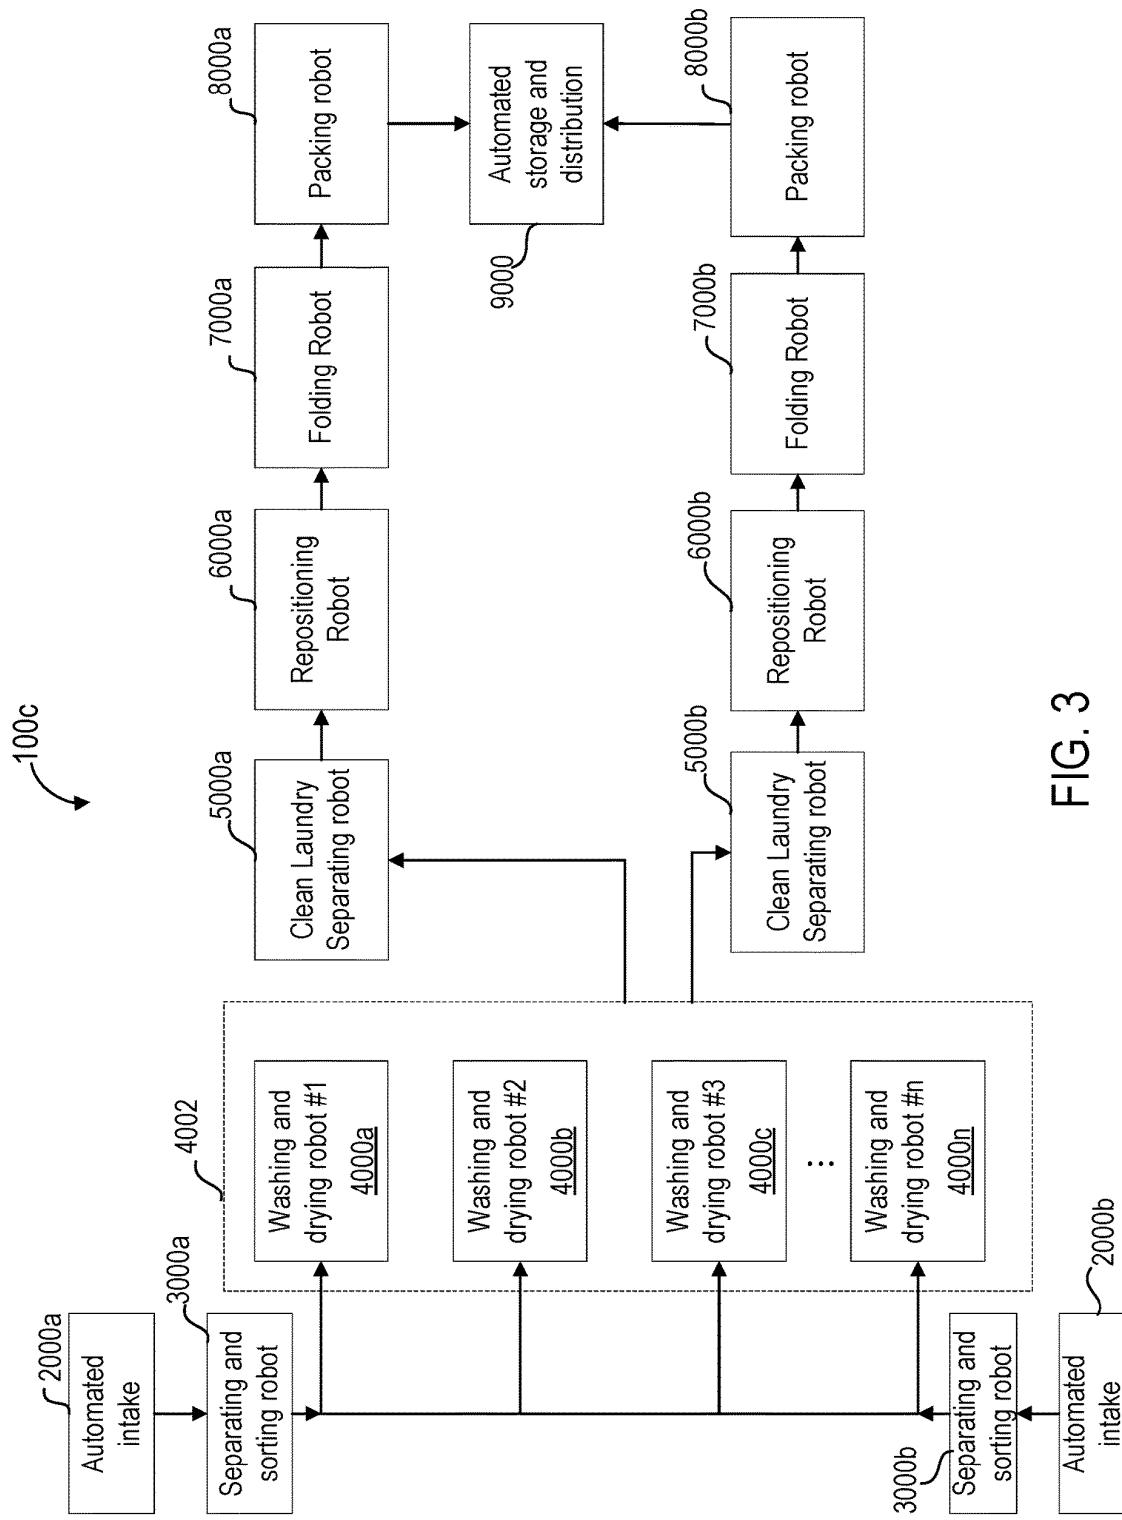 100c
2000a
Automated
intake
3000a
Separating and
sorting robot
4002
Washing and
drying robot #1
4000a
Washing and
drying robot #2
4000b
Washing and
drying robot #3
4000c
...
Washing and
drying robot #n
4000n
3000b
Separating and
sorting robot
2000b
Automated
intake
5000a
Clean Laundry
Separating robot
6000a
Repositioning
Robot
7000a
Folding Robot
8000a
Packing robot
Automated
storage and
distribution
9000
5000b
Clean Laundry
Separating robot
6000b
Repositioning
Robot
7000b
Folding Robot
8000b
Packing robot
FIG. 3